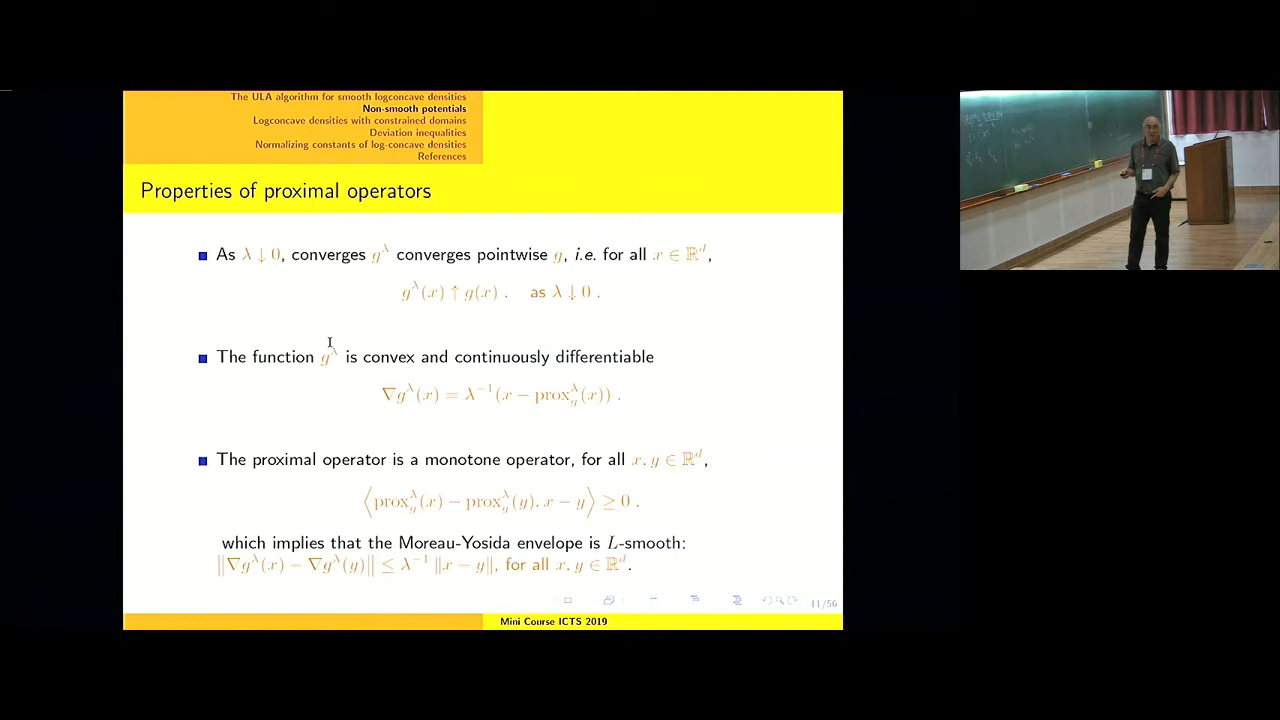 The ULA algorithm for smooth logconcave densities
Non-smooth potentials
Logconcave densities with constrained domains
Deviation inequalities
Normalizing constants of log-concave densities
References
Properties of proximal operators
As λ ↓ 0, converges g^λ converges pointwise g, i.e. for all x ∈ ℝ^d,
g^λ(x) ↑ g(x) . as λ ↓ 0 .
The function g^λ is convex and continuously differentiable
∇g^λ(x) = λ^{-1}(x − prox_g^λ(x)) .
The proximal operator is a monotone operator, for all x, y ∈ ℝ^d,
⟨prox_g^λ(x) − prox_g^λ(y), x − y⟩ ≥ 0 .
which implies that the Moreau-Yosida envelope is L-smooth:
‖∇g^λ(x) − ∇g^λ(y)‖ ≤ λ^{-1} ‖x − y‖, for all x, y ∈ ℝ^d.
11/56
Mini Course ICTS 2019